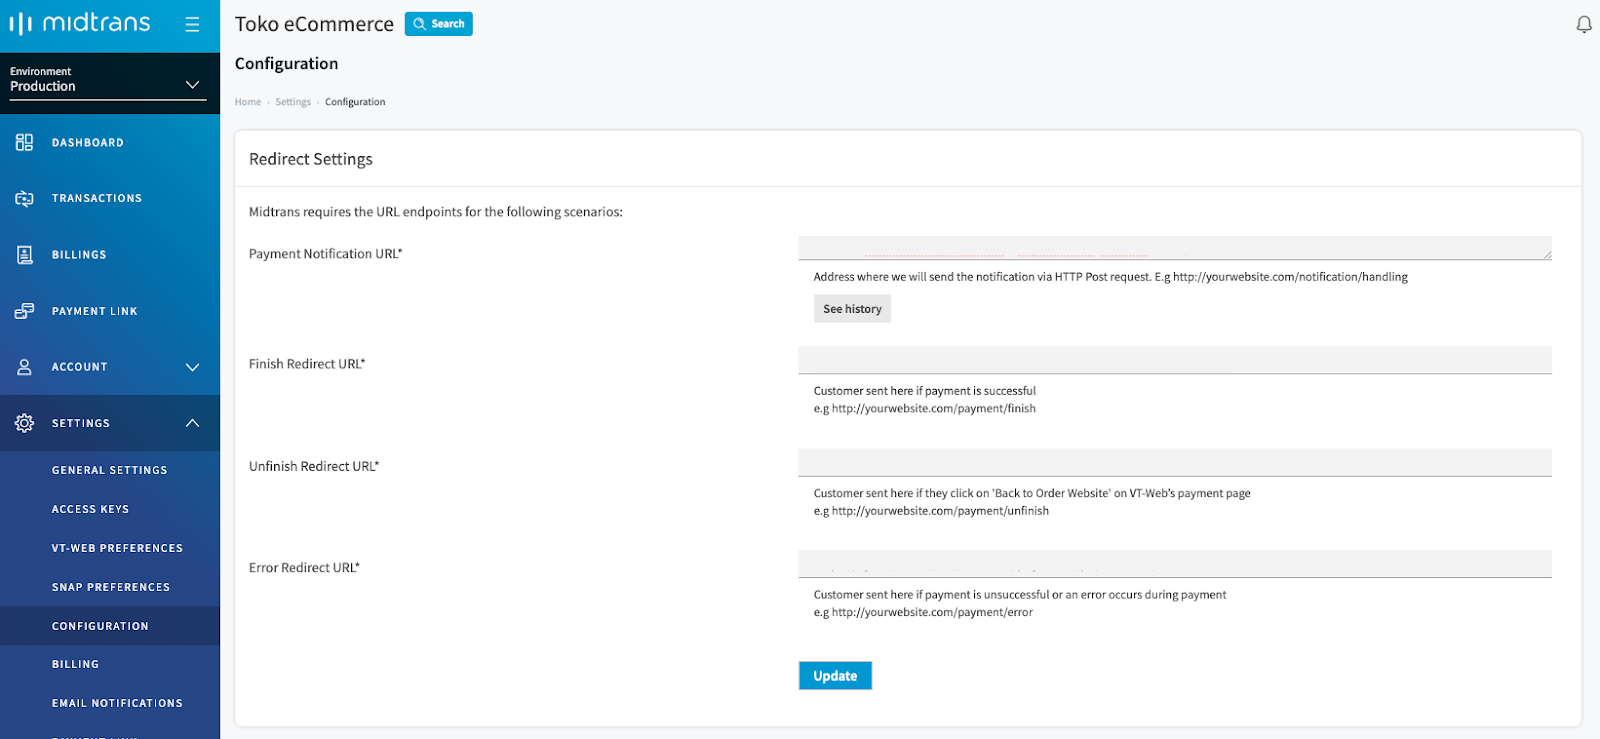 midtrans
Environment
Production
DASHBOARD
TRANSACTIONS
BILLINGS
PAYMENT LINK
ACCOUNT
SETTINGS
GENERAL SETTINGS
ACCESS KEYS
VT-WEB PREFERENCES
SNAP PREFERENCES
CONFIGURATION
BILLING
EMAIL NOTIFICATIONS
Toko eCommerce Search
Configuration
Home › Settings › Configuration
Redirect Settings
Midtrans requires the URL endpoints for the following scenarios:
Payment Notification URL*
Address where we will send the notification via HTTP Post request. E.g http://yourwebsite.com/notification/handling
See history
Finish Redirect URL*
Customer sent here if payment is successful
e.g http://yourwebsite.com/payment/finish
Unfinish Redirect URL*
Customer sent here if they click on 'Back to Order Website' on VT-Web's payment page
e.g http://yourwebsite.com/payment/unfinish
Error Redirect URL*
Customer sent here if payment is unsuccessful or an error occurs during payment
e.g http://yourwebsite.com/payment/error
Update